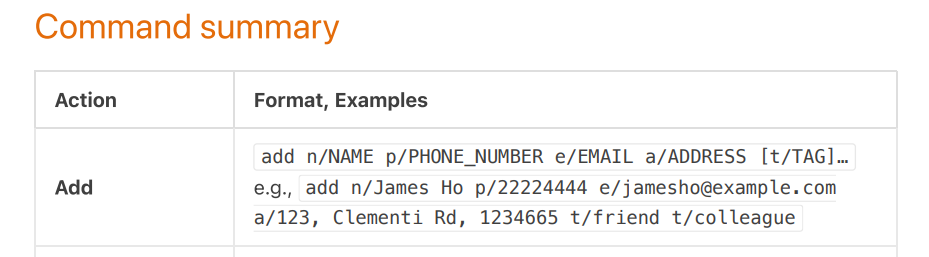 Command summary
Action
Format, Examples
Add
add n/NAME p/PHONE_NUMBER e/EMAIL a/ADDRESS [t/TAG]…
e.g., add n/James Ho p/22224444 e/jamesho@example.com
a/123, Clementi Rd, 1234665 t/friend t/colleague